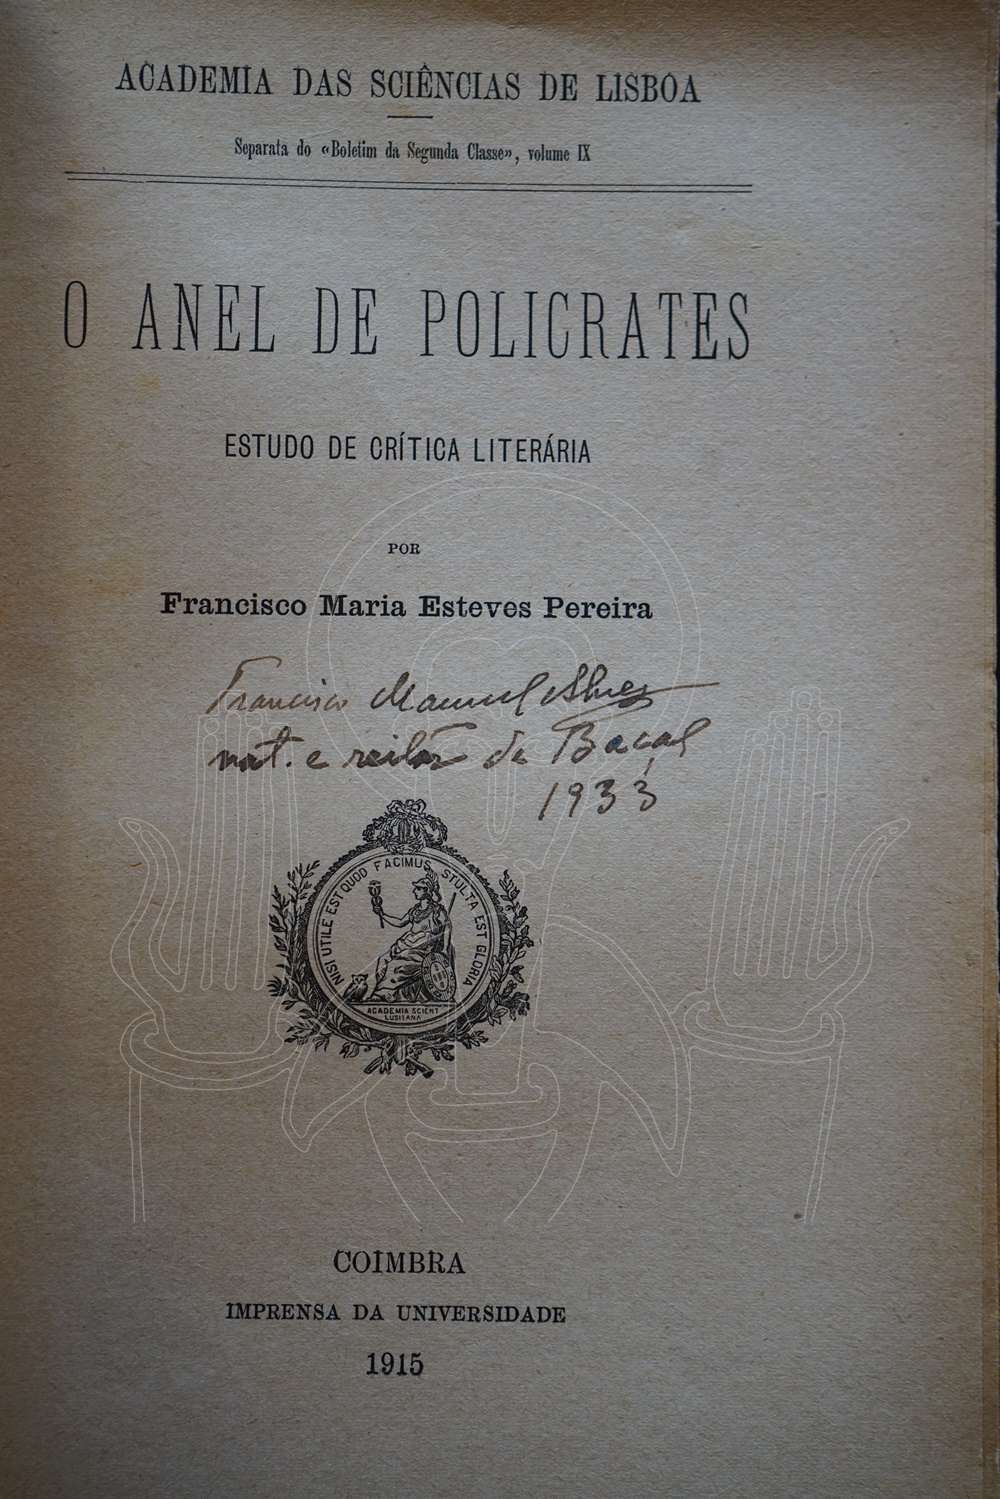 ACADEMIA DAS SCIÊNCIAS DE LISBOA
Separata do «Boletim da Segunda Classe», volume IX
O ANEL DE POLICRATES
ESTUDO DE CRÍTICA LITERÁRIA
POR
Francisco Maria Esteves Pereira
Francisco Manuel Alves
nat. e reitor de Baçal
1933
NISI UTILE EST QUOD FACIMUS STULTA EST GLORIA
ACADEMIA SCIENT
LUSITANA
COIMBRA
IMPRENSA DA UNIVERSIDADE
1915